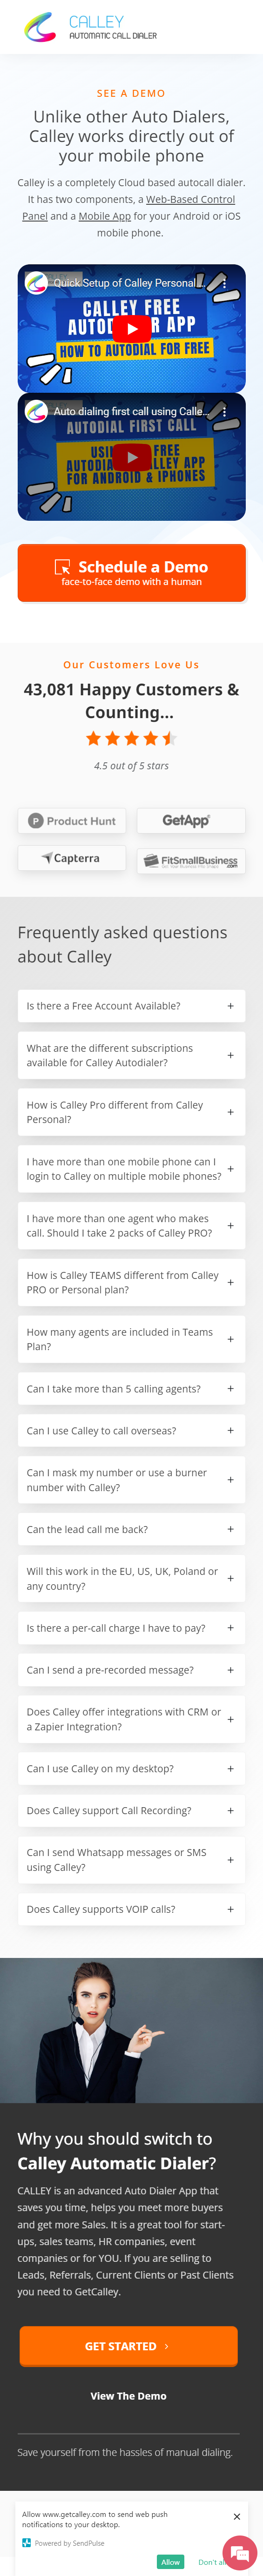 CALLEY
AUTOMATIC CALL DIALER
SEE A DEMO
Unlike other Auto Dialers,
Calley works directly out of
your mobile phone
Calley is a completely Cloud based autocall dialer.
It has two components, a Web-Based Control
Panel and a Mobile App for your Android or iOS
mobile phone.
Quick Setup of Calley Personal...
CALLEY FREE
HOW TO AUTODIAL FOR FREE
Auto dialing first call using Calle...
AUTODIAL FIRST CALL
FOR ANDROID & IPHONES
Schedule a Demo
face-to-face demo with a human
Our Customers Love Us
43,081 Happy Customers &
Counting...
4.5 out of 5 stars
Product Hunt
GetApp
Capterra
FitSmallBusiness
.com
Frequently asked questions
about Calley
Is there a Free Account Available?
What are the different subscriptions
available for Calley Autodialer?
How is Calley Pro different from Calley
Personal?
I have more than one mobile phone can I
login to Calley on multiple mobile phones?
I have more than one agent who makes
call. Should I take 2 packs of Calley PRO?
How is Calley TEAMS different from Calley
PRO or Personal plan?
How many agents are included in Teams
Plan?
Can I take more than 5 calling agents?
Can I use Calley to call overseas?
Can I mask my number or use a burner
number with Calley?
Can the lead call me back?
Will this work in the EU, US, UK, Poland or
any country?
Is there a per-call charge I have to pay?
Can I send a pre-recorded message?
Does Calley offer integrations with CRM or
a Zapier Integration?
Can I use Calley on my desktop?
Does Calley support Call Recording?
Can I send Whatsapp messages or SMS
using Calley?
Does Calley supports VOIP calls?
Why you should switch to
Calley Automatic Dialer?
CALLEY is an advanced Auto Dialer App that
saves you time, helps you meet more buyers
and get more Sales. It is a great tool for start-
ups, sales teams, HR companies, event
companies or for YOU. If you are selling to
Leads, Referrals, Current Clients or Past Clients
you need to GetCalley.
GET STARTED
View The Demo
Save yourself from the hassles of manual dialing.
Allow www.getcalley.com to send web push
notifications to your desktop.
Powered by SendPulse
Allow
Don't